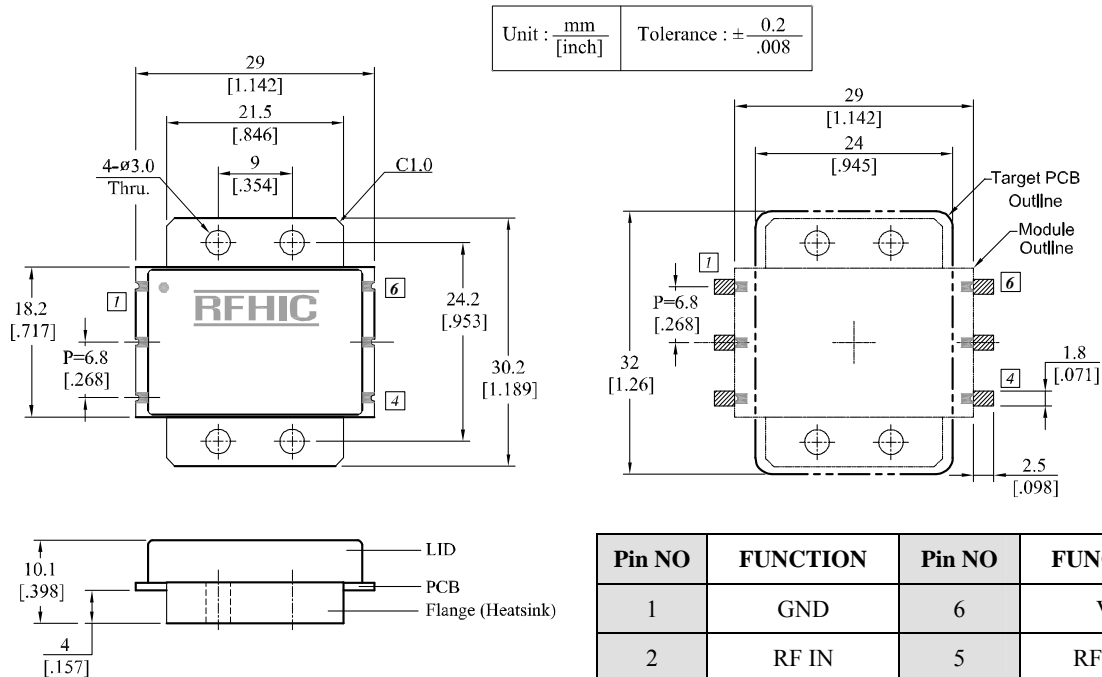 Unit : mm/[inch] Tolerance : ± 0.2/.008
29
[1.142]
21.5
[.846]
9
[.354]
4-ø3.0
Thru.
C1.0
1
6
RFHIC
18.2
[.717]
P=6.8
[.268]
4
24.2
[.953]
30.2
[1.189]
29
[1.142]
24
[.945]
Target PCB
Outline
Module
Outline
1
6
P=6.8
[.268]
32
[1.26]
4
1.8
[.071]
2.5
[.098]
10.1
[.398]
4
[.157]
LID
PCB
Flange (Heatsink)
Pin NO FUNCTION Pin NO FUNC
1 GND 6 V
2 RF IN 5 RF